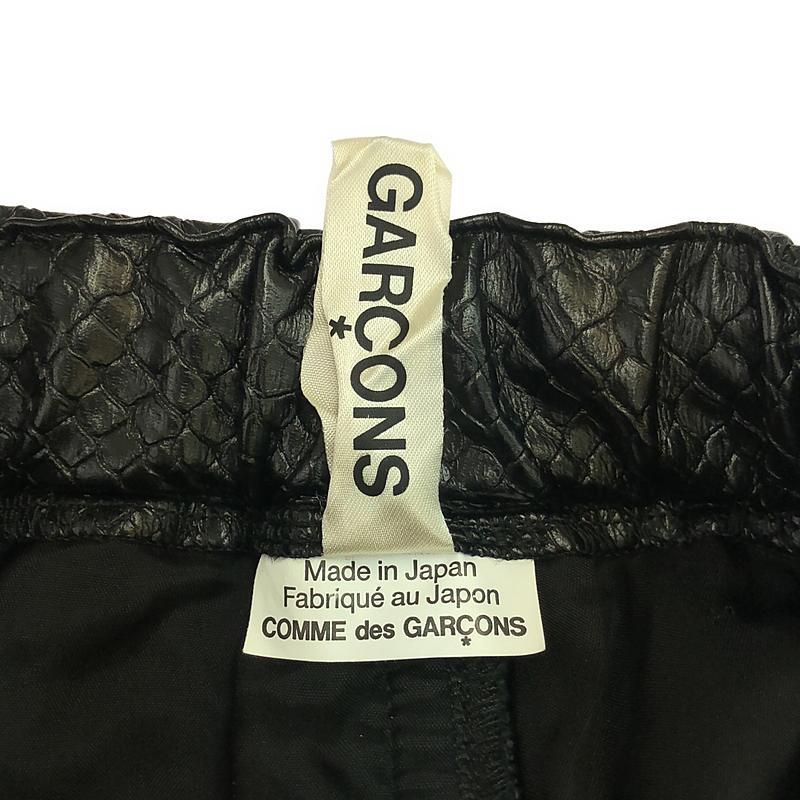 GARÇONS
Made in Japan
Fabriqué au Japon
COMME des GARÇONS